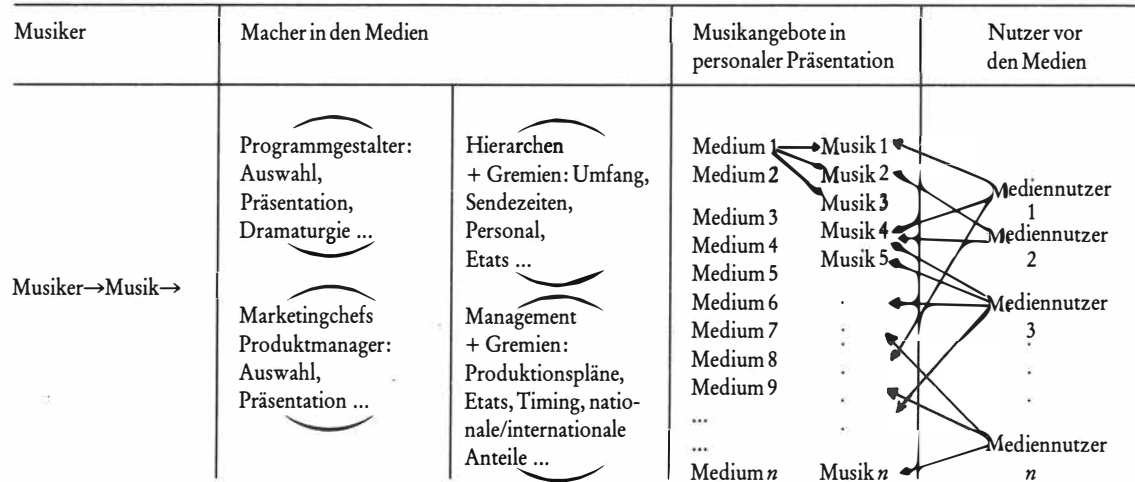 Musiker
Macher in den Medien
Musikangebote in
personaler Präsentation
Nutzer vor
den Medien
Musiker→Musik→
Programmgestalter:
Auswahl,
Präsentation,
Dramaturgie ...
Marketingchefs
Produktmanager:
Auswahl,
Präsentation ...
Hierarchen
+ Gremien: Umfang,
Sendezeiten,
Personal,
Etats ...
Management
+ Gremien:
Produktionspläne,
Etats, Timing, natio-
nale/internationale
Anteile ...
Medium 1
Medium 2
Medium 3
Medium 4
Medium 5
Medium 6
Medium 7
Medium 8
Medium 9
...
...
Medium n
Musik 1
Musik 2
Musik 3
Musik 4
Musik 5
.
.
.
.
.
Musik n
Mediennutzer
1
Mediennutzer
2
Mediennutzer
3
.
.
.
Mediennutzer
n